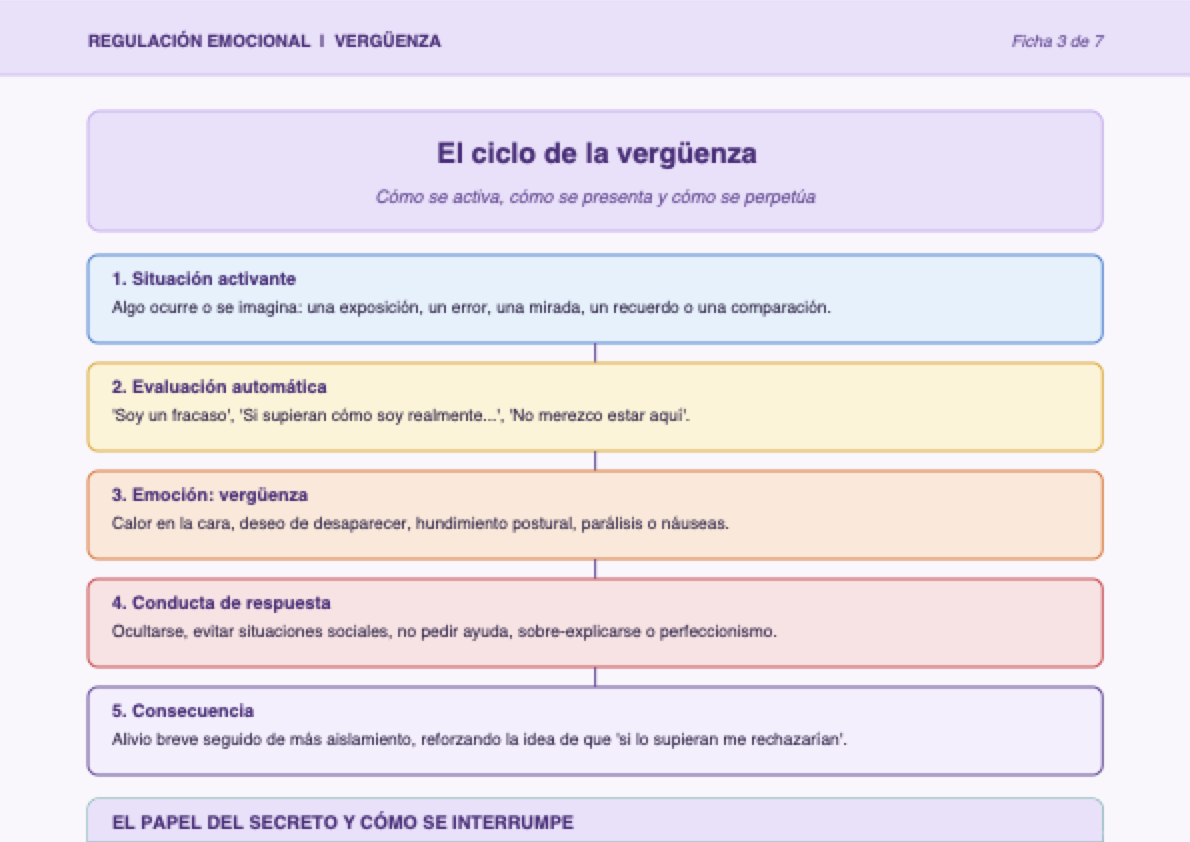 REGULACIÓN EMOCIONAL | VERGÜENZA
Ficha 3 de 7
El ciclo de la vergüenza
Cómo se activa, cómo se presenta y cómo se perpetúa
1. Situación activante
Algo ocurre o se imagina: una exposición, un error, una mirada, un recuerdo o una comparación.
2. Evaluación automática
'Soy un fracaso', 'Si supieran cómo soy realmente...', 'No merezco estar aquí'.
3. Emoción: vergüenza
Calor en la cara, deseo de desaparecer, hundimiento postural, parálisis o náuseas.
4. Conducta de respuesta
Ocultarse, evitar situaciones sociales, no pedir ayuda, sobre-explicarse o perfeccionismo.
5. Consecuencia
Alivio breve seguido de más aislamiento, reforzando la idea de que 'si lo supieran me rechazarían'.
EL PAPEL DEL SECRETO Y CÓMO SE INTERRUMPE